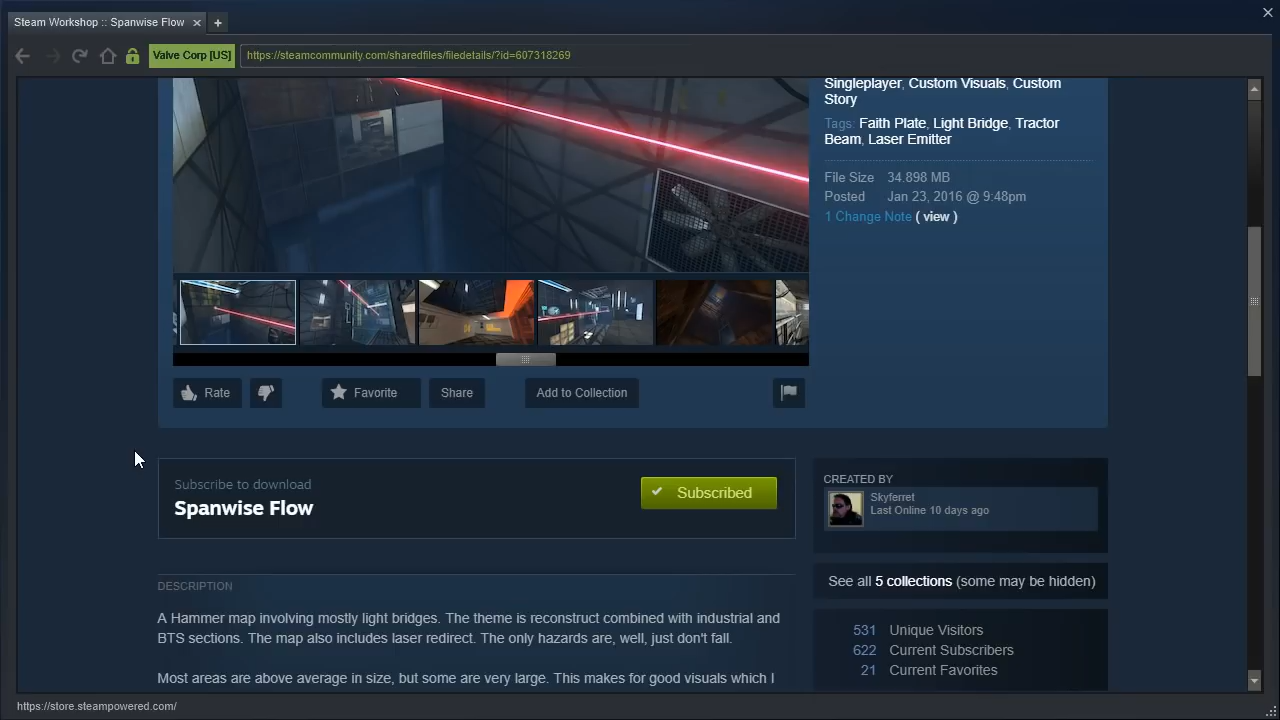 Steam Workshop :: Spanwise Flow
Valve Corp [US]
https://steamcommunity.com/sharedfiles/filedetails/?id=607318269
Singleplayer, Custom Visuals, Custom
Story
Tags: Faith Plate, Light Bridge, Tractor
Beam, Laser Emitter
File Size 34.898 MB
Posted Jan 23, 2016 @ 9:48pm
1 Change Note ( view )
Rate
Favorite
Share
Add to Collection
Subscribe to download
Spanwise Flow
Subscribed
CREATED BY
Skyferret
Last Online 10 days ago
See all 5 collections (some may be hidden)
DESCRIPTION
A Hammer map involving mostly light bridges. The theme is reconstruct combined with industrial and
BTS sections. The map also includes laser redirect. The only hazards are, well, just don't fall.
Most areas are above average in size, but some are very large. This makes for good visuals which I
531 Unique Visitors
622 Current Subscribers
21 Current Favorites
https://store.steampowered.com/